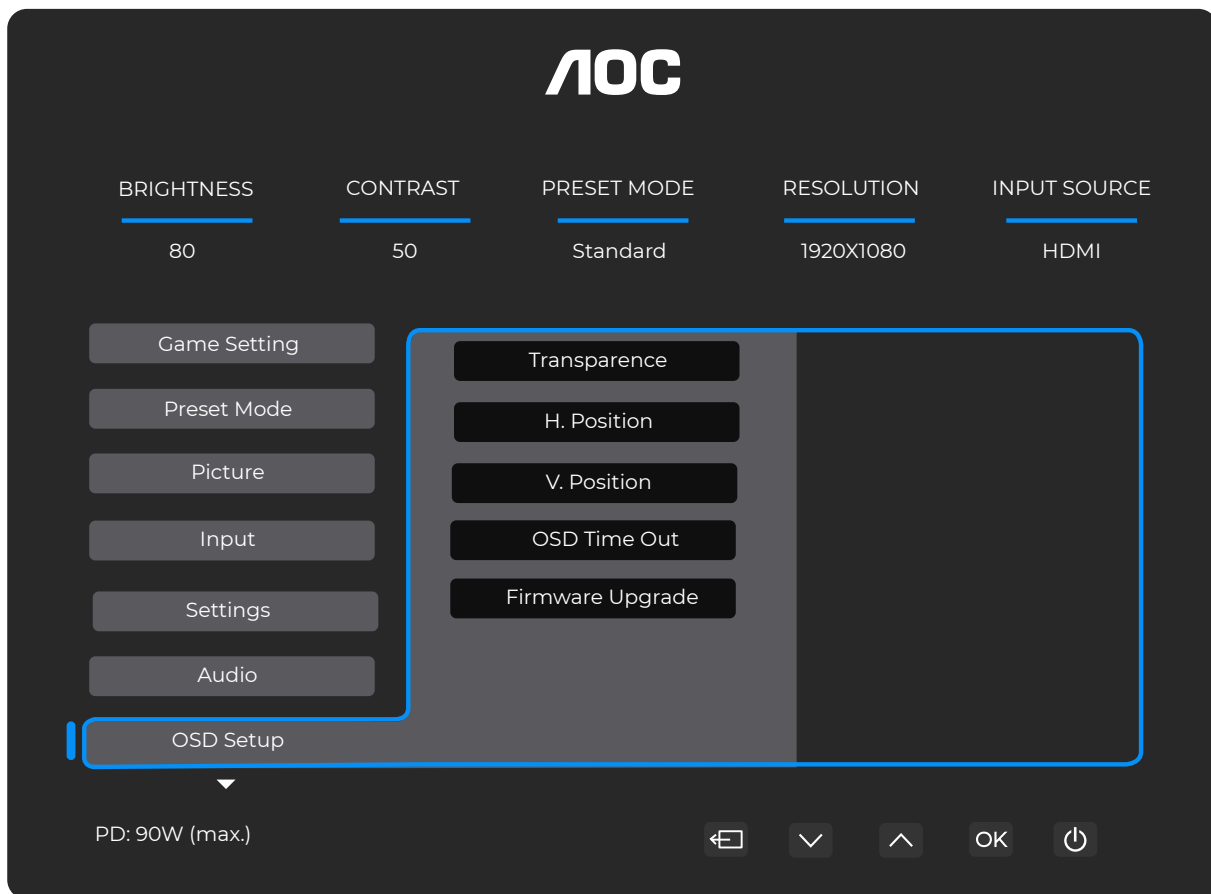 AOC
BRIGHTNESS CONTRAST PRESET MODE RESOLUTION INPUT SOURCE
80 50 Standard 1920X1080 HDMI
Game Setting
Preset Mode
Picture
Input
Settings
Audio
OSD Setup
Transparence
H. Position
V. Position
OSD Time Out
Firmware Upgrade
PD: 90W (max.)
OK